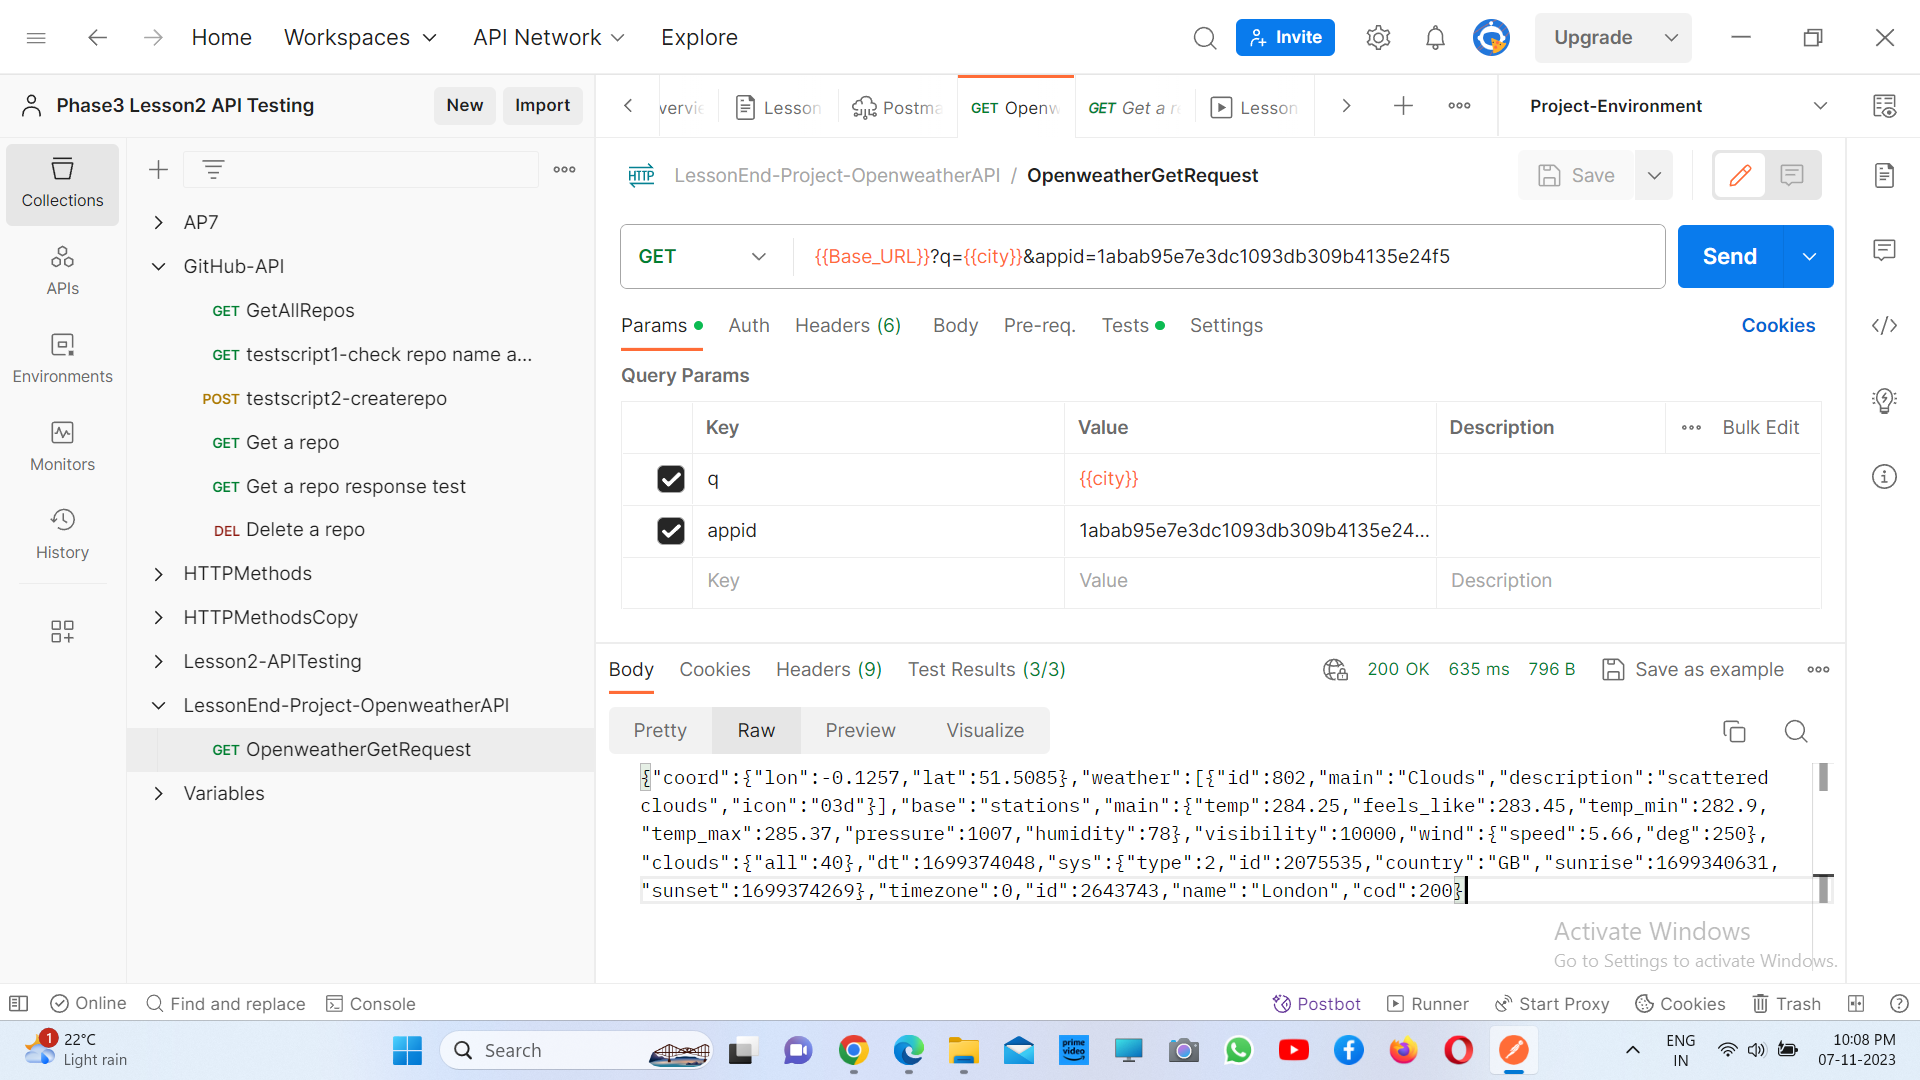 Home Workspaces API Network Explore Invite Upgrade
Phase3 Lesson2 API Testing New Import
Lesson Postma GET Openw GET Get a re Lesson
Project-Environment
Collections
APIs
Environments
Monitors
History
AP7
GitHub-API
GET GetAllRepos
GET testscript1-check repo name a...
POST testscript2-createrepo
GET Get a repo
GET Get a repo response test
DEL Delete a repo
HTTPMethods
HTTPMethodsCopy
Lesson2-APITesting
LessonEnd-Project-OpenweatherAPI
GET OpenweatherGetRequest
Variables
HTTP LessonEnd-Project-OpenweatherAPI / OpenweatherGetRequest Save
GET {{Base_URL}}?q={{city}}&appid=1abab95e7e3dc1093db309b4135e24f5 Send
Params Auth Headers (6) Body Pre-req. Tests Settings Cookies
Query Params
Key Value Description Bulk Edit
q {{city}}
appid 1abab95e7e3dc1093db309b4135e24...
Key Value Description
Body Cookies Headers (9) Test Results (3/3) 200 OK 635 ms 796 B Save as example
Pretty Raw Preview Visualize
{"coord":{"lon":-0.1257,"lat":51.5085},"weather":[{"id":802,"main":"Clouds","description":"scattered
clouds","icon":"03d"}],"base":"stations","main":{"temp":284.25,"feels_like":283.45,"temp_min":282.9,
"temp_max":285.37,"pressure":1007,"humidity":78},"visibility":10000,"wind":{"speed":5.66,"deg":250},
"clouds":{"all":40},"dt":1699374048,"sys":{"type":2,"id":2075535,"country":"GB","sunrise":1699340631,
"sunset":1699374269},"timezone":0,"id":2643743,"name":"London","cod":200}
Activate Windows
Go to Settings to activate Windows.
Online Find and replace Console Postbot Runner Start Proxy Cookies Trash
1 22°C
Light rain
Search
prime
video
ENG
IN
10:08 PM
07-11-2023